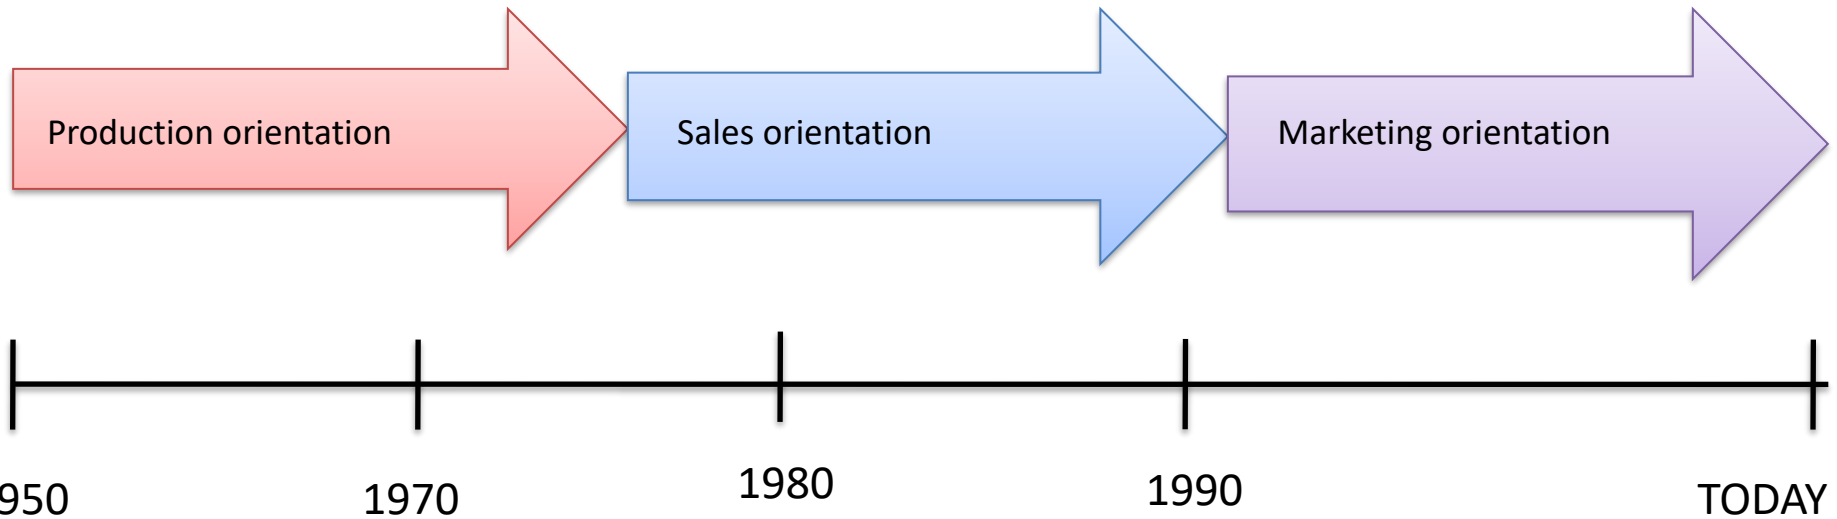 Production orientation
Sales orientation
Marketing orientation
950
1970
1980
1990
TODAY